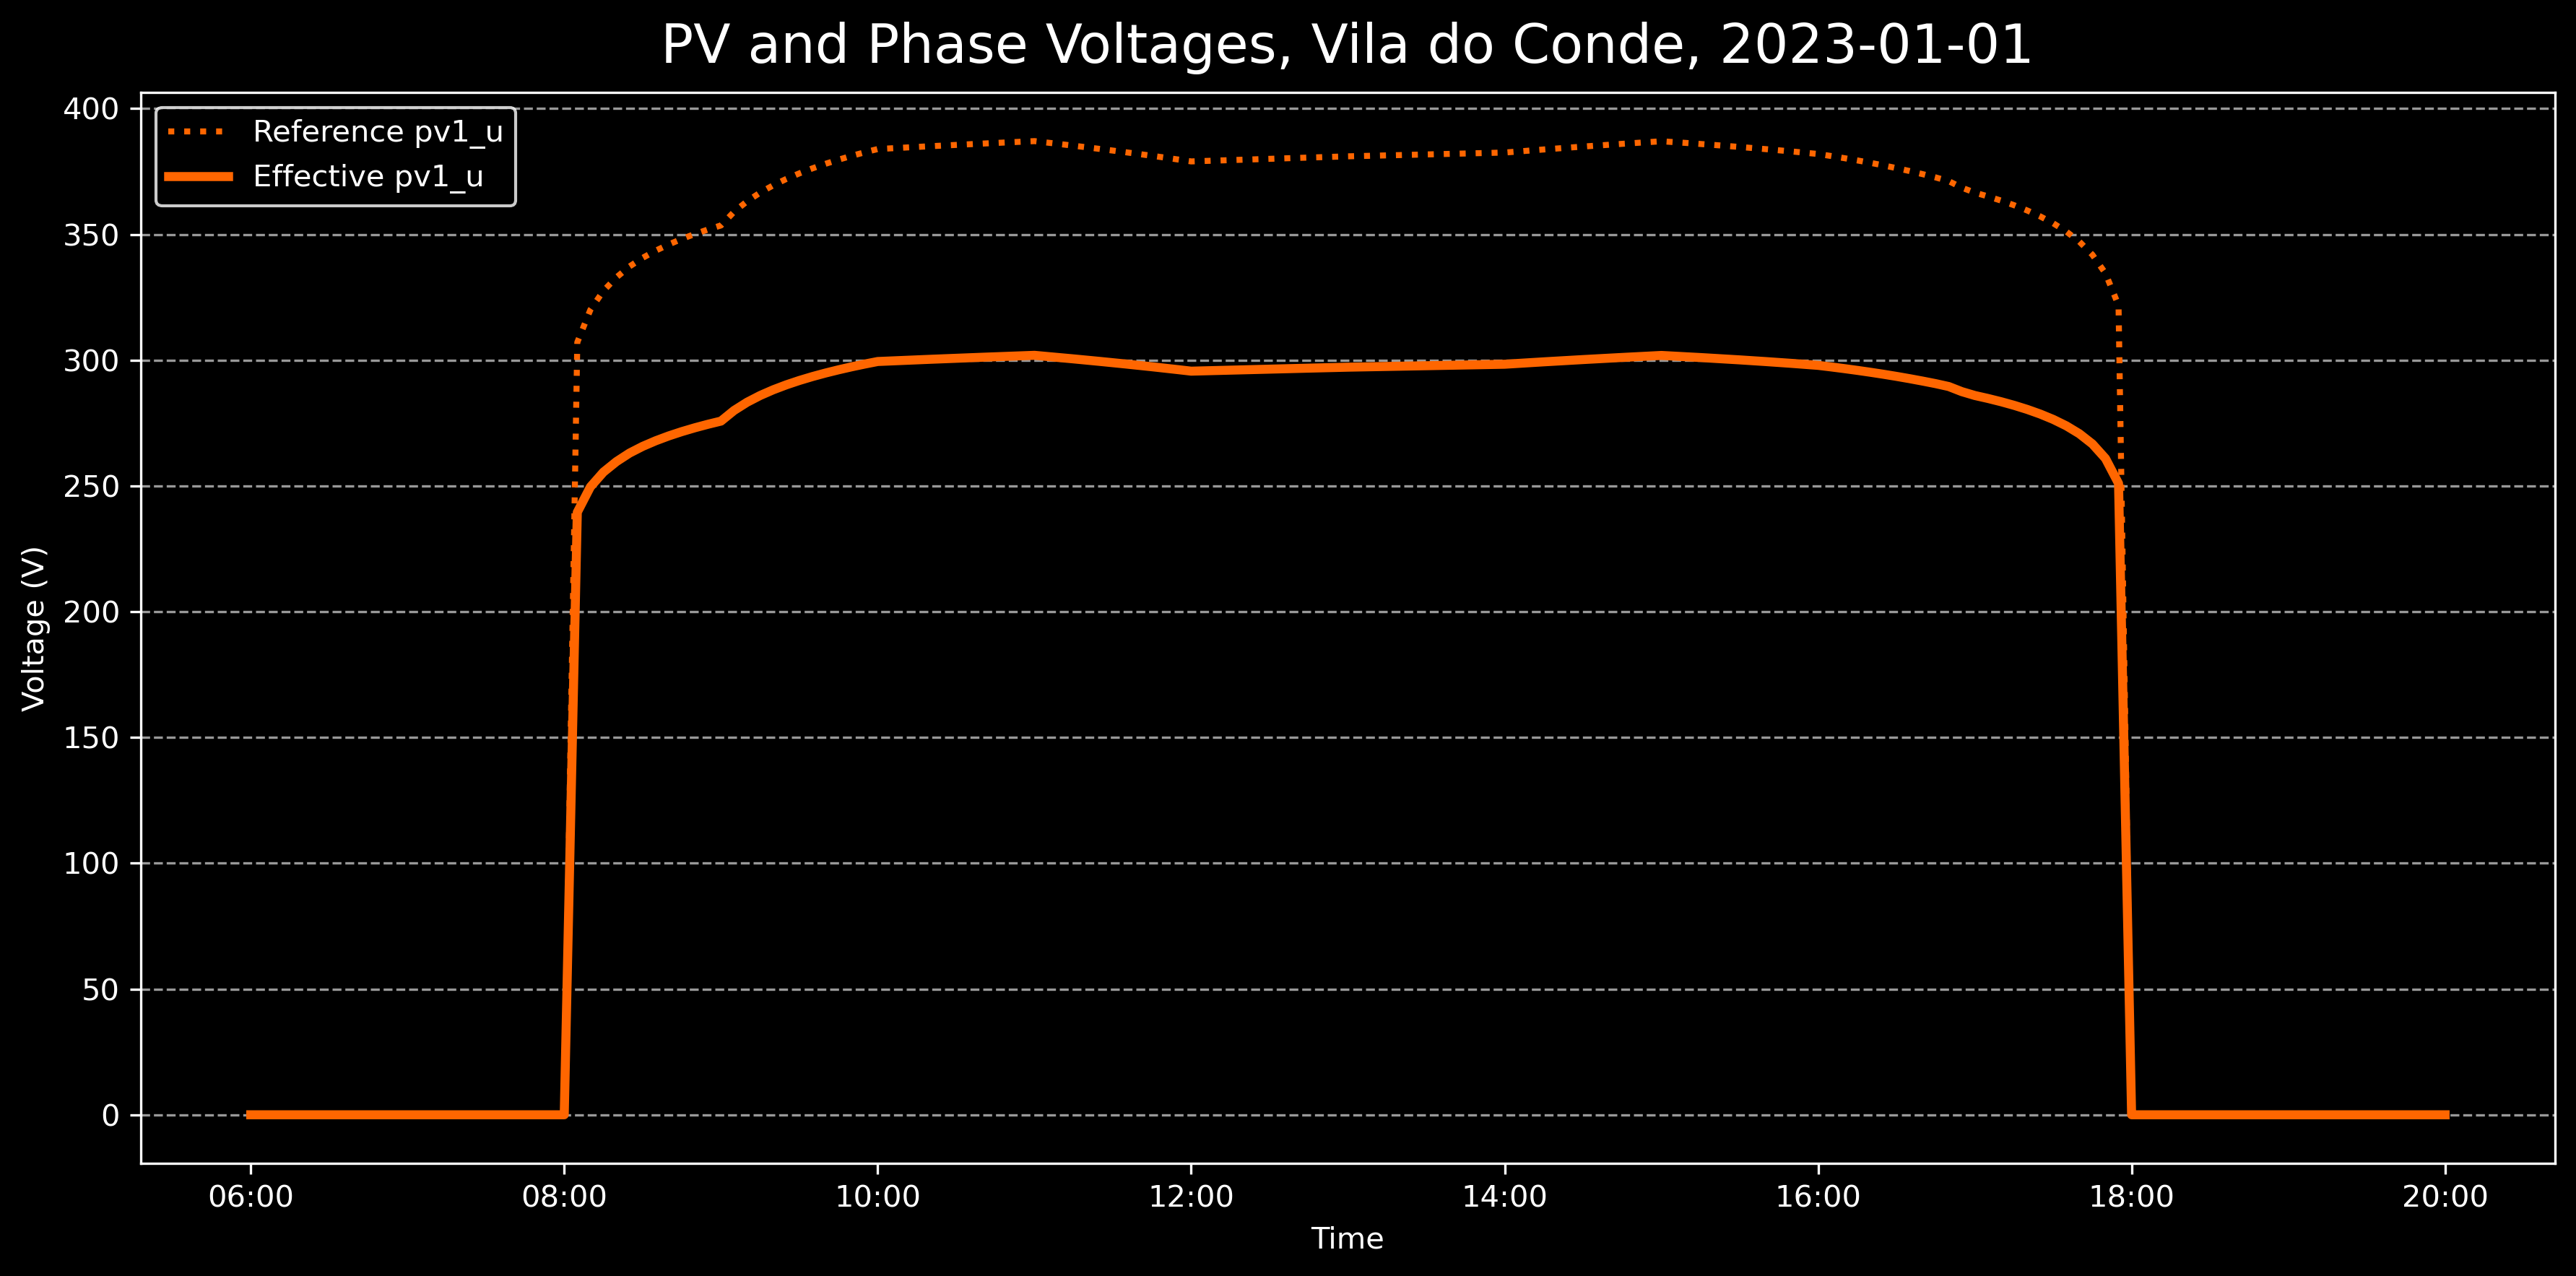 PV and Phase Voltages, Vila do Conde, 2023-01-01
Reference pv1_u
Effective pv1_u
Voltage (V)
400
350
300
250
200
150
100
50
0
06:00 08:00 10:00 12:00 14:00 16:00 18:00 20:00
Time